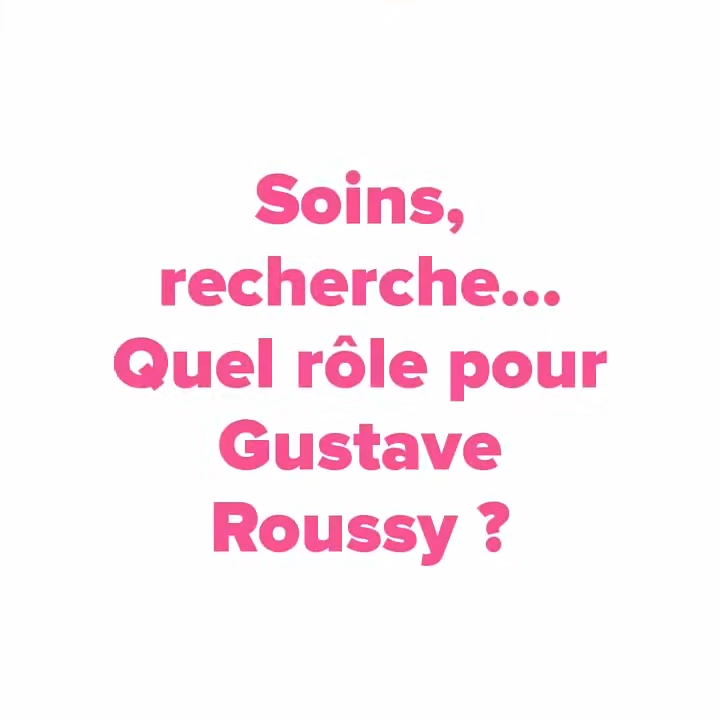 Soins,
recherche...
Quel rôle pour
Gustave
Roussy ?